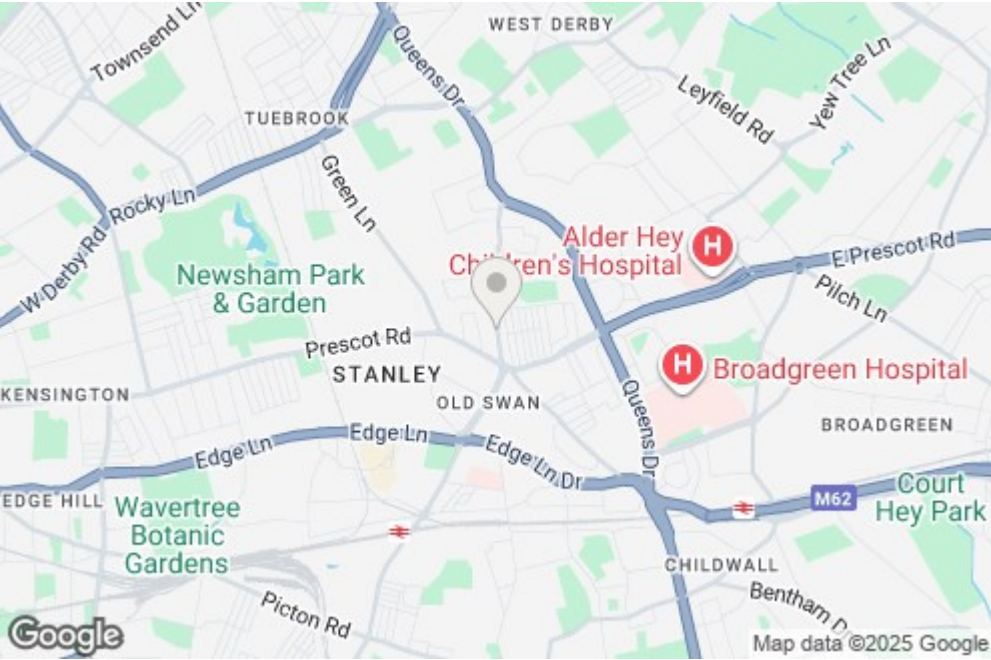 Townsend Ln
WEST DERBY
Queens Dr
Yew Tree Ln
Leyfield Rd
TUEBROOK
Green Ln
Rocky Ln
W Derby Rd
Alder Hey
Children's Hospital
H
E Prescot Rd
Newsham Park
& Garden
Pilch Ln
Prescot Rd
STANLEY
H
Broadgreen Hospital
KENSINGTON
OLD SWAN
Queens Dr
BROADGREEN
Edge Ln
Edge Ln
Edge Ln Dr
EDGE HILL
Wavertree
Botanic
Gardens
M62
Court
Hey Park
CHILDWALL
Picton Rd
Bentham Dr
Google
Map data ©2025 Google